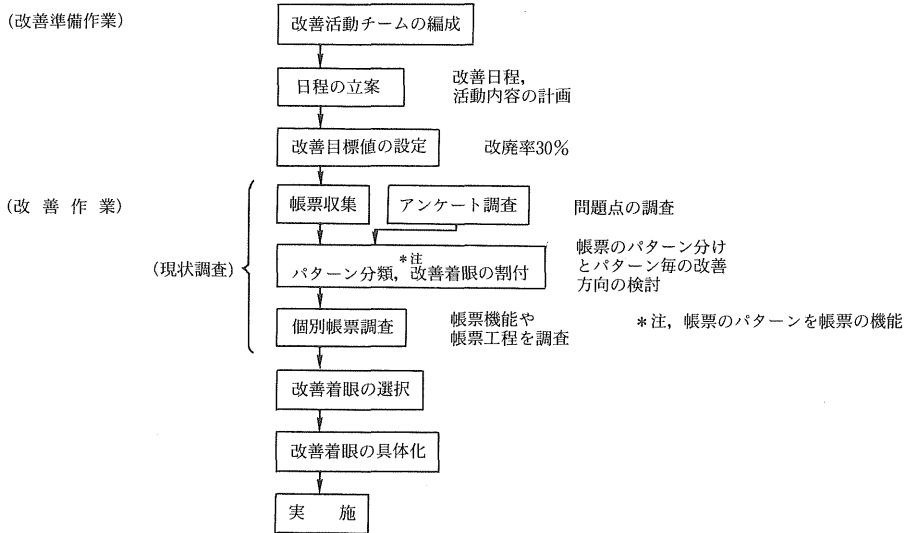 (改善準備作業)
改善活動チームの編成
日程の立案
改善日程,
活動内容の計画
改善目標値の設定
改廃率30%
(改 善 作 業)
帳票収集
アンケート調査
問題点の調査
(現状調査)
*注
パターン分類, 改善着眼の割付
帳票のパターン分け
とパターン毎の改善
方向の検討
個別帳票調査
帳票機能や
帳票工程を調査
*注, 帳票のパターンを帳票の機能
改善着眼の選択
改善着眼の具体化
実 施